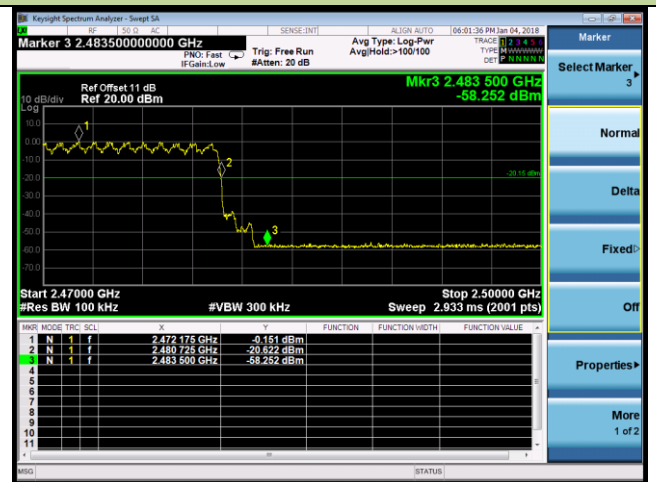 Keysight Spectrum Analyzer - Swept SA
RF 50 Ω AC SENSE:INT ALIGN AUTO 06:01:36 PM Jan 04, 2018
Marker 3 2.483500000000 GHz
PNO: Fast
IFGain:Low
Trig: Free Run
#Atten: 20 dB
Avg Type: Log-Pwr
Avg|Hold:>100/100
TRACE 1 2 3 4 5 6
TYPE MWWWWW
DET P NNNNN
Ref Offset 11 dB
Ref 20.00 dBm
10 dB/div
Log
Mkr3 2.483 500 GHz
-58.252 dBm
10.0
0.00
-10.0
-20.0
-30.0
-40.0
-50.0
-60.0
-70.0
1
2
3
-20.15 dBm
Start 2.47000 GHz Stop 2.50000 GHz
#Res BW 100 kHz #VBW 300 kHz Sweep 2.933 ms (2001 pts)
MKR MODE TRC SCL X Y FUNCTION FUNCTION WIDTH FUNCTION VALUE
1 N 1 f 2.472 175 GHz -0.151 dBm
2 N 1 f 2.480 725 GHz -20.622 dBm
3 N 1 f 2.483 500 GHz -58.252 dBm
4
5
6
7
8
9
10
11
MSG STATUS
Marker
Select Marker
3
Normal
Delta
Fixed
Off
Properties
More
1 of 2